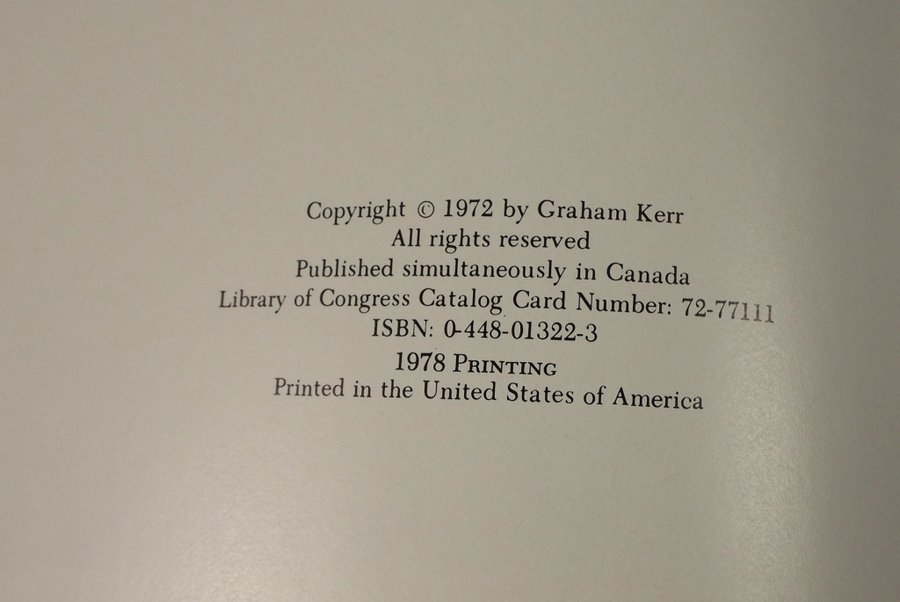 Copyright © 1972 by Graham Kerr
All rights reserved
Published simultaneously in Canada
Library of Congress Catalog Card Number: 72-77111
ISBN: 0-448-01322-3
1978 PRINTING
Printed in the United States of America